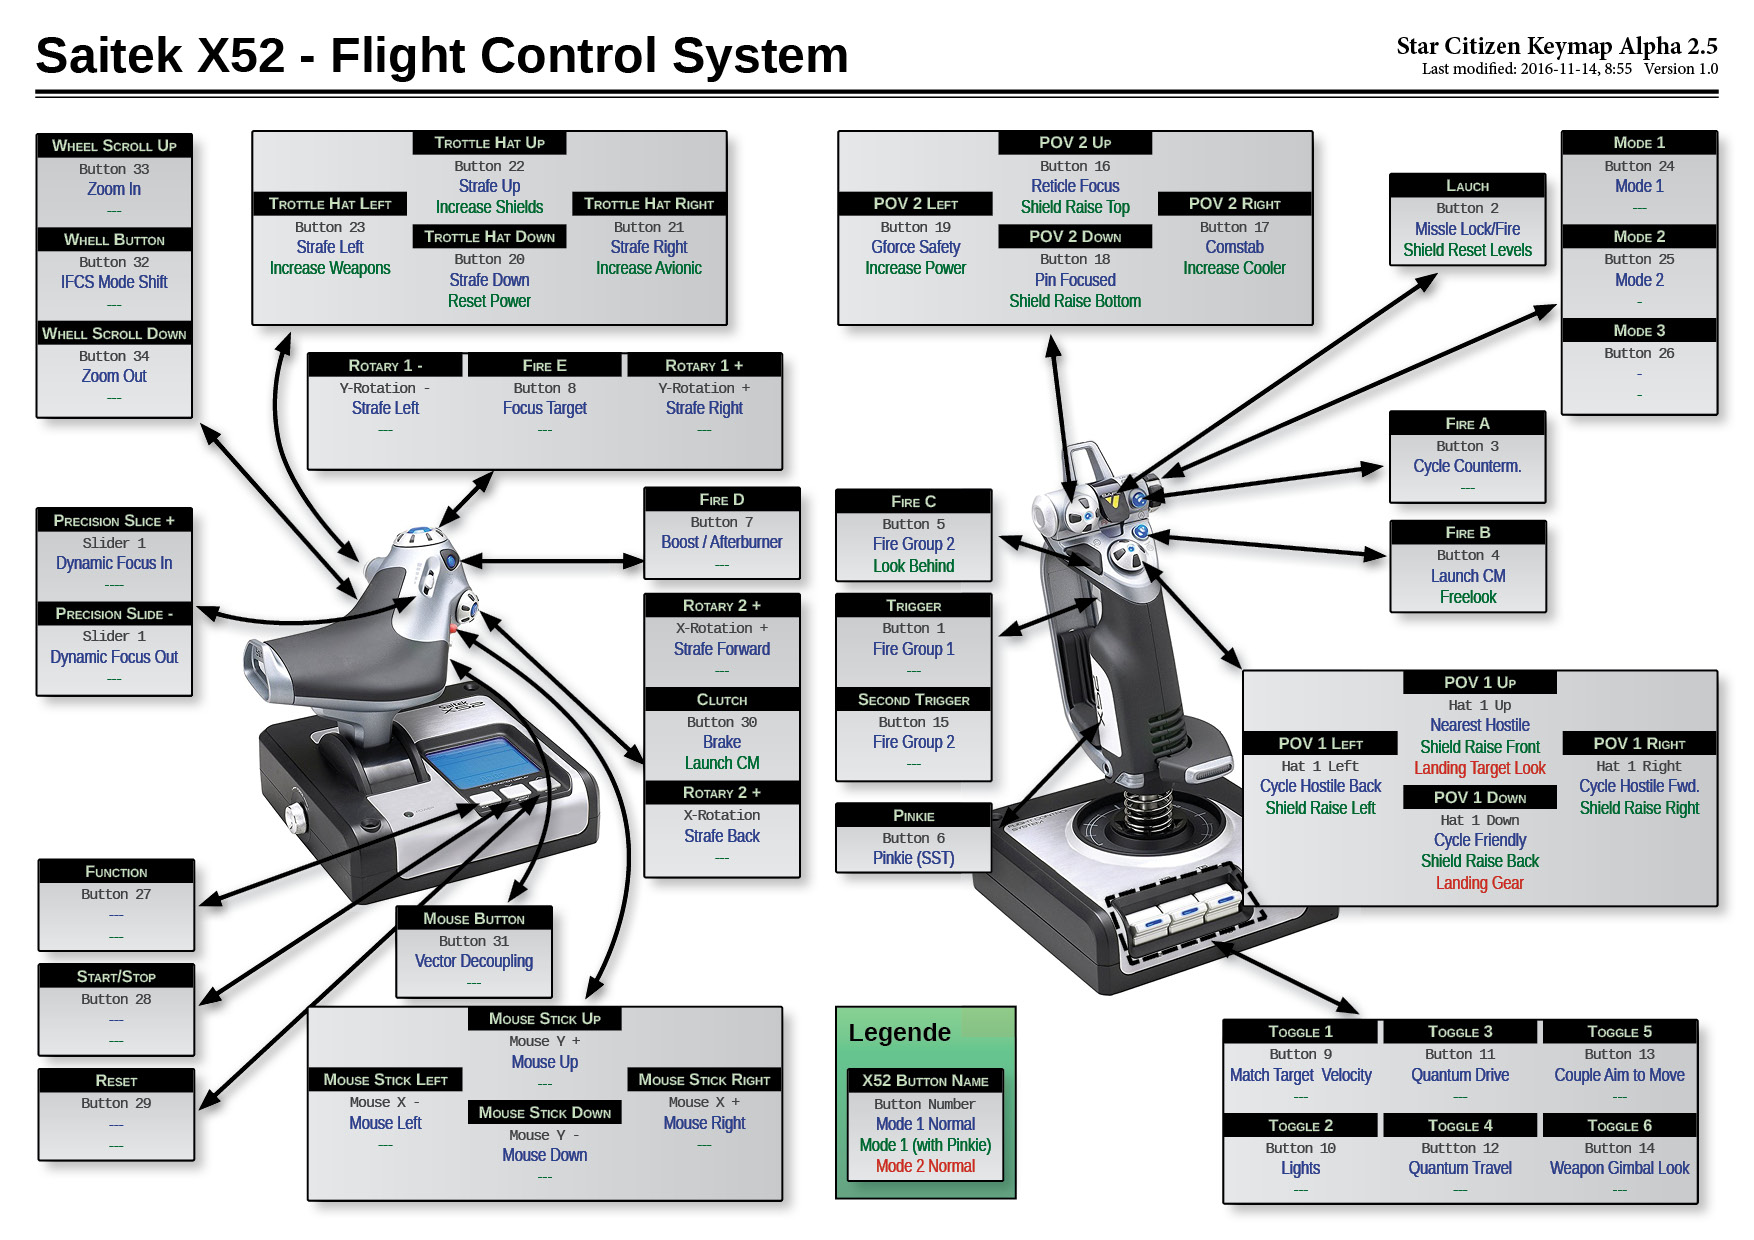 Saitek X52 - Flight Control System
Star Citizen Keymap Alpha 2.5
Last modified: 2016-11-14, 8:55 Version 1.0
Wheel Scroll Up
Button 33
Zoom In
---
Whell Button
Button 32
IFCS Mode Shift
---
Whell Scroll Down
Button 34
Zoom Out
---
Trottle Hat Up
Button 22
Strafe Up
Increase Shields
Trottle Hat Left
Button 23
Strafe Left
Increase Weapons
Trottle Hat Down
Button 20
Strafe Down
Reset Power
Trottle Hat Right
Button 21
Strafe Right
Increase Avionic
POV 2 Up
Button 16
Reticle Focus
Shield Raise Top
POV 2 Left
Button 19
Gforce Safety
Increase Power
POV 2 Down
Button 18
Pin Focused
Shield Raise Bottom
POV 2 Right
Button 17
Comstab
Increase Cooler
Lauch
Button 2
Missle Lock/Fire
Shield Reset Levels
Mode 1
Button 24
Mode 1
---
Mode 2
Button 25
Mode 2
-
Mode 3
Button 26
-
-
Rotary 1 -
Y-Rotation -
Strafe Left
---
Fire E
Button 8
Focus Target
---
Rotary 1 +
Y-Rotation +
Strafe Right
---
Fire A
Button 3
Cycle Counterm.
---
Fire B
Button 4
Launch CM
Freelook
Precision Slice +
Slider 1
Dynamic Focus In
----
Precision Slide -
Slider 1
Dynamic Focus Out
---
Fire D
Button 7
Boost / Afterburner
---
Rotary 2 +
X-Rotation +
Strafe Forward
---
Clutch
Button 30
Brake
Launch CM
Rotary 2 +
X-Rotation
Strafe Back
---
Fire C
Button 5
Fire Group 2
Look Behind
Trigger
Button 1
Fire Group 1
---
Second Trigger
Button 15
Fire Group 2
---
Pinkie
Button 6
Pinkie (SST)
POV 1 Up
Hat 1 Up
Nearest Hostile
Shield Raise Front
Landing Target Look
POV 1 Left
Hat 1 Left
Cycle Hostile Back
Shield Raise Left
POV 1 Down
Hat 1 Down
Cycle Friendly
Shield Raise Back
Landing Gear
POV 1 Right
Hat 1 Right
Cycle Hostile Fwd.
Shield Raise Right
Saitek
X52
Function
Button 27
---
---
Start/Stop
Button 28
---
---
Reset
Button 29
---
---
Mouse Button
Button 31
Vector Decoupling
---
Mouse Stick Up
Mouse Y +
Mouse Up
---
Mouse Stick Left
Mouse X -
Mouse Left
---
Mouse Stick Down
Mouse Y -
Mouse Down
---
Mouse Stick Right
Mouse X +
Mouse Right
---
Legende
X52 Button Name
Button Number
Mode 1 Normal
Mode 1 (with Pinkie)
Mode 2 Normal
Toggle 1
Button 9
Match Target Velocity
---
Toggle 3
Button 11
Quantum Drive
---
Toggle 5
Button 13
Couple Aim to Move
---
Toggle 2
Button 10
Lights
---
Toggle 4
Buttton 12
Quantum Travel
---
Toggle 6
Button 14
Weapon Gimbal Look
---